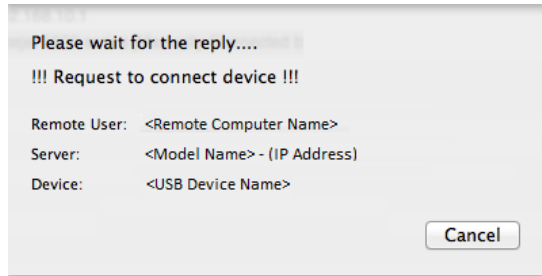 Please wait for the reply....
!!! Request to connect device !!!
Remote User: <Remote Computer Name>
Server: <Model Name> - (IP Address)
Device: <USB Device Name>
Cancel